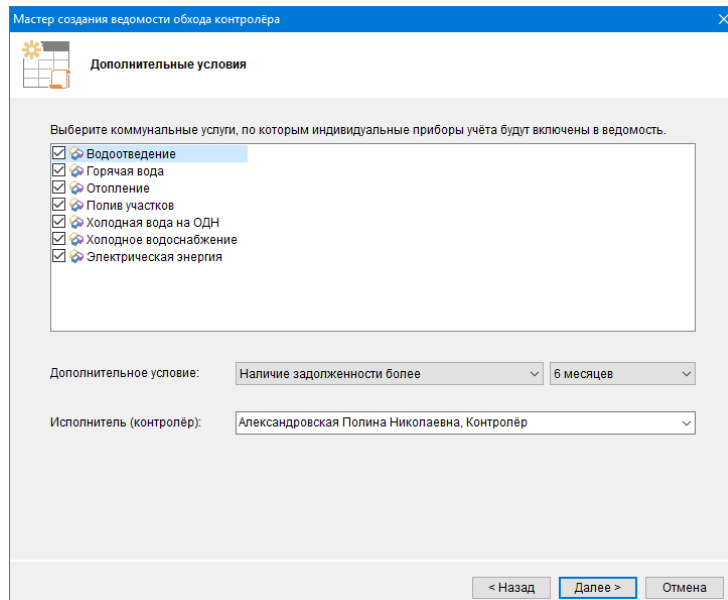 Мастер создания ведомости обхода контролёра
Дополнительные условия
Выберите коммунальные услуги, по которым индивидуальные приборы учёта будут включены в ведомость.
Водоотведение
Горячая вода
Отопление
Полив участков
Холодная вода на ОДН
Холодное водоснабжение
Электрическая энергия
Дополнительное условие: Наличие задолженности более 6 месяцев
Исполнитель (контролёр): Александровская Полина Николаевна, Контролёр
< Назад Далее > Отмена